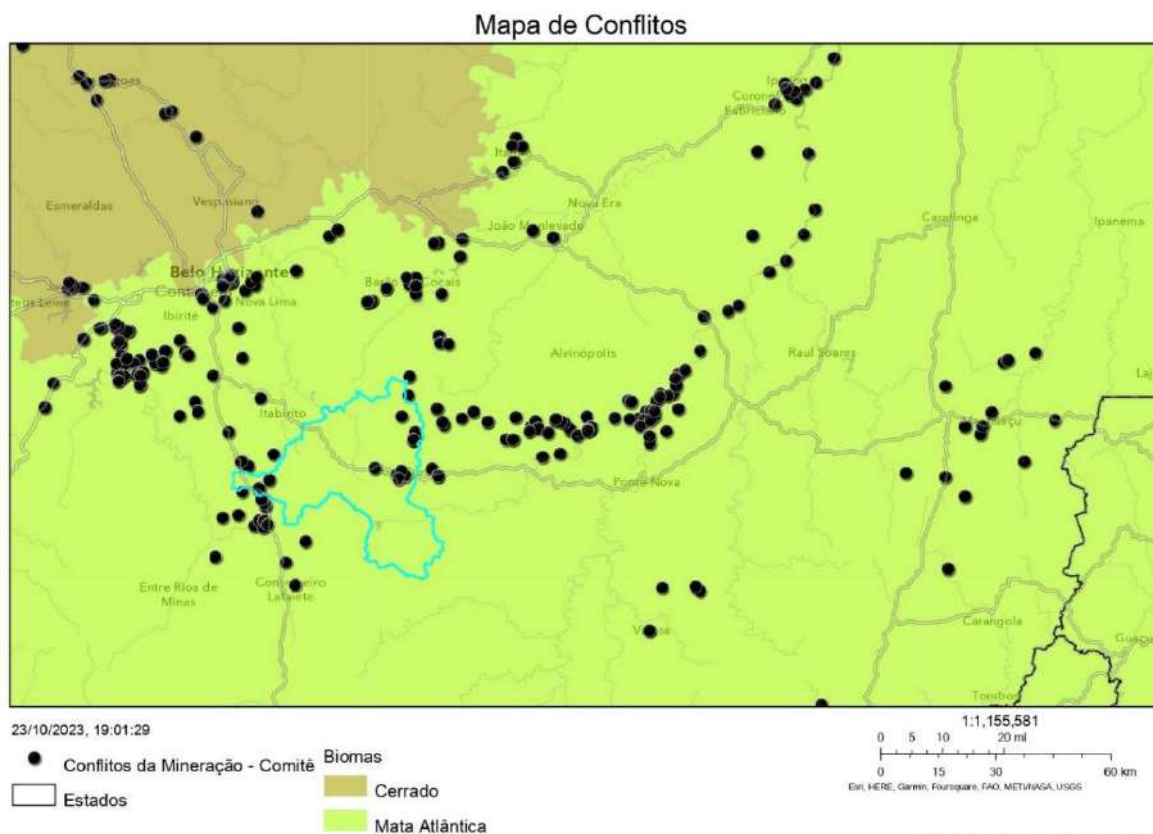 Mapa de Conflitos
Ipatinga
Coronel
Fabriciano
Esmeraldas
Vespasiano
Nova Era
João Monlevade
Caratinga
Ipanema
Belo Horizonte
Contagem
Nova Lima
Barão de Cocais
Ibirité
Alvinópolis
Raul Soares
Itabirito
Ponte Nova
Entre Rios de
Minas
Conselheiro
Lafaiete
Viçosa
Carangola
Tombos
23/10/2023, 19:01:29
Conflitos da Mineração - Comitê
Estados
Biomas
Cerrado
Mata Atlântica
1:1,155,581
0 5 10 20 mi
0 15 30 60 km
Esri, HERE, Garmin, Foursquare, FAO, METI/NASA, USGS